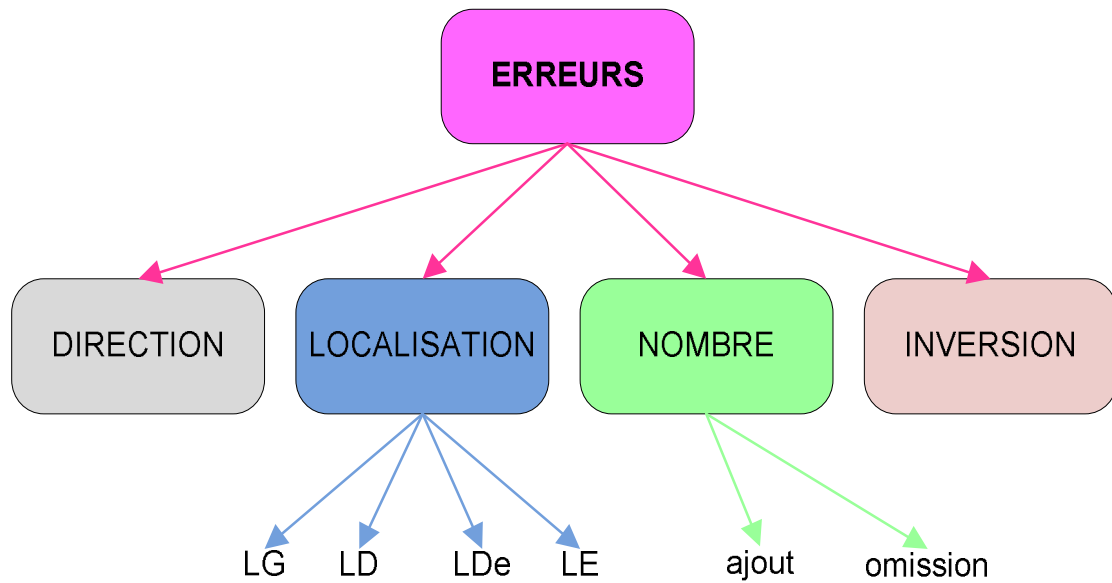 ERREURS
DIRECTION
LOCALISATION
NOMBRE
INVERSION
LG
LD
LDe
LE
ajout
omission